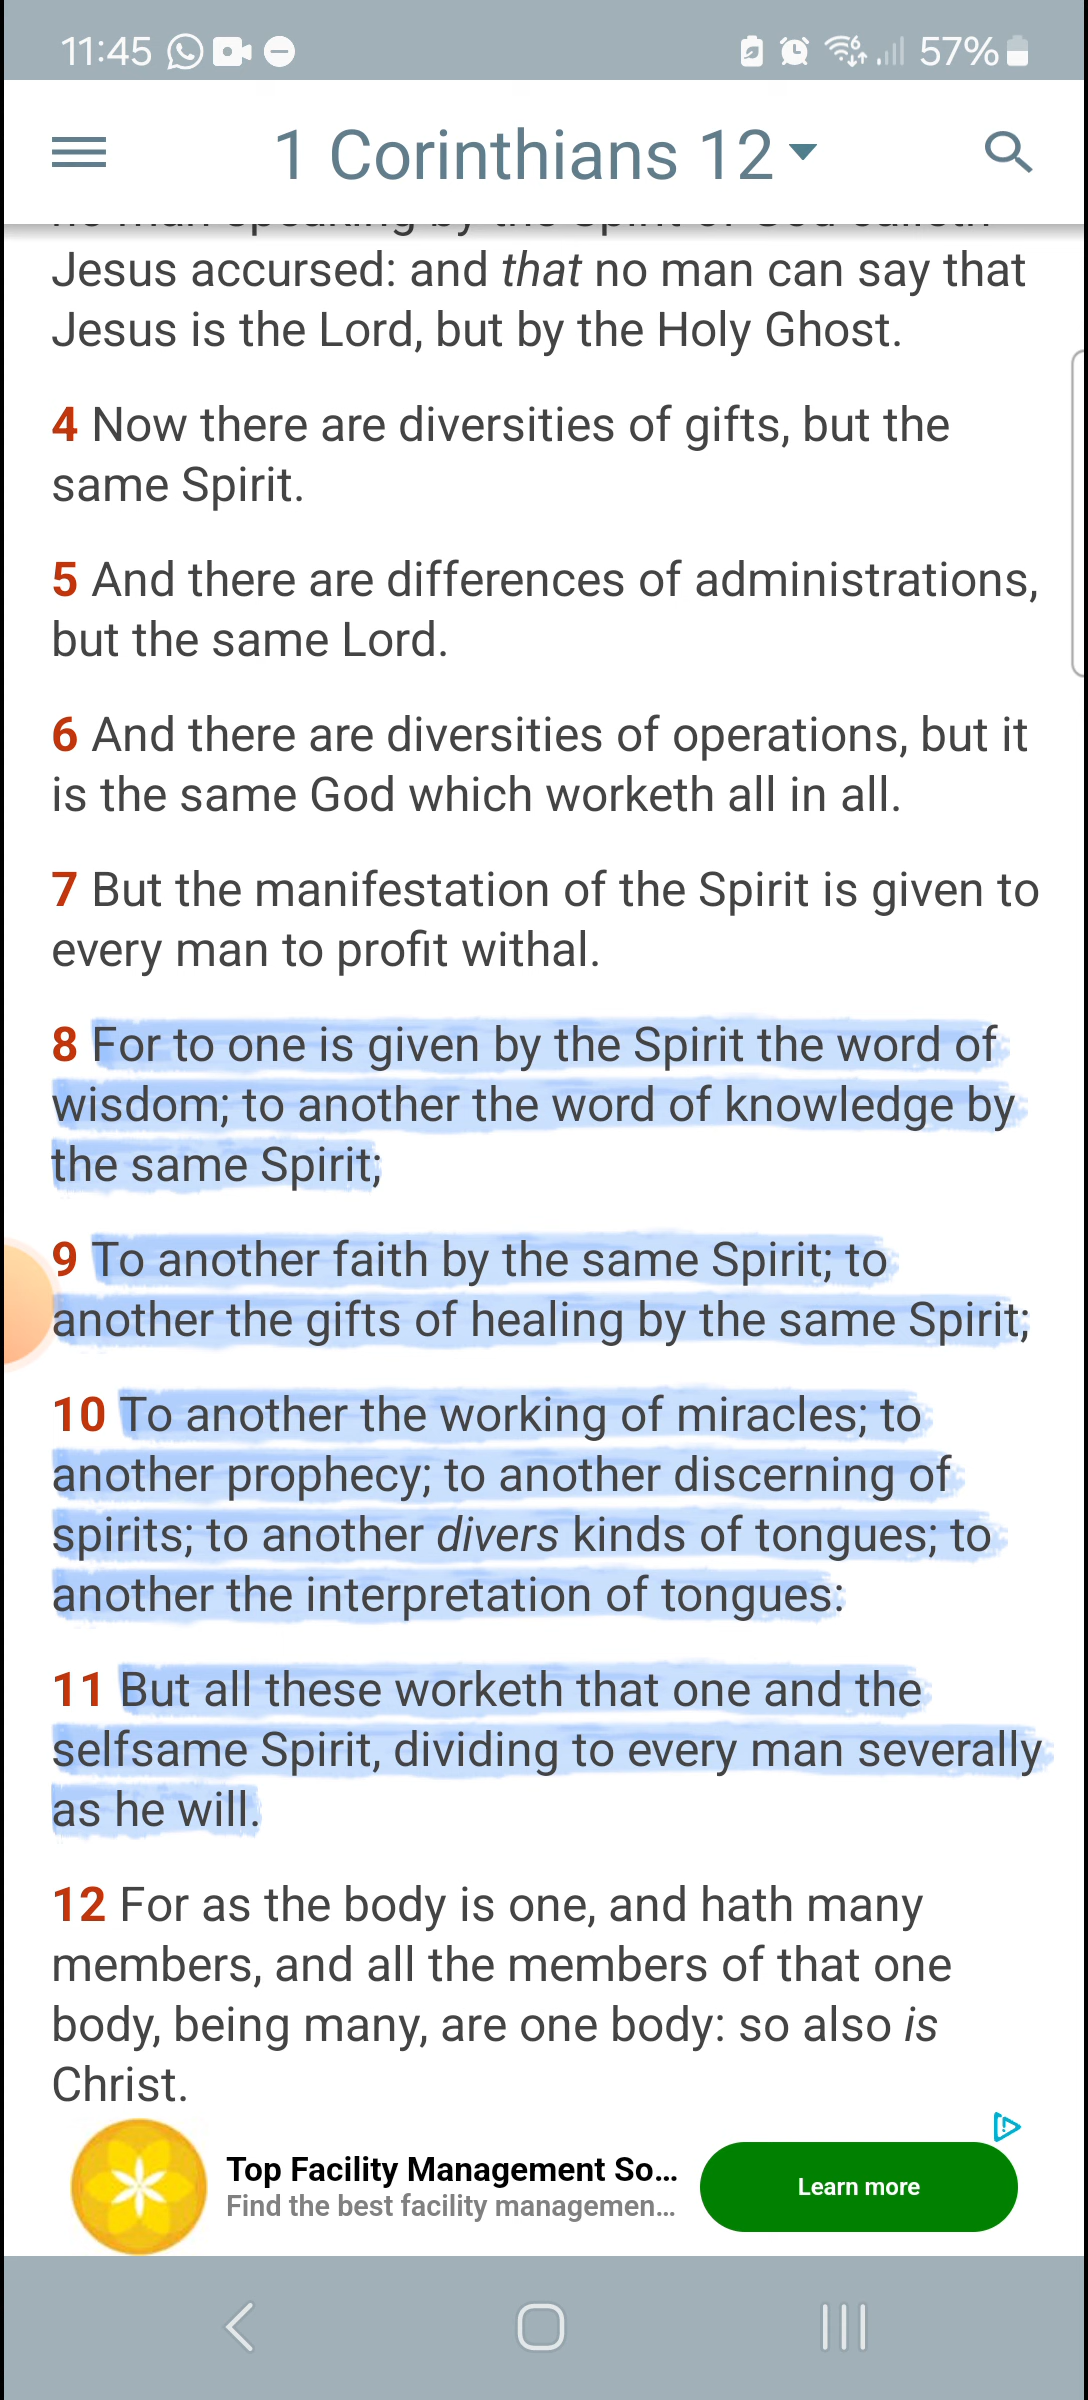 11:45 57%
1 Corinthians 12
Jesus accursed: and that no man can say that
Jesus is the Lord, but by the Holy Ghost.
4 Now there are diversities of gifts, but the
same Spirit.
5 And there are differences of administrations,
but the same Lord.
6 And there are diversities of operations, but it
is the same God which worketh all in all.
7 But the manifestation of the Spirit is given to
every man to profit withal.
8 For to one is given by the Spirit the word of
wisdom; to another the word of knowledge by
the same Spirit;
9 To another faith by the same Spirit; to
another the gifts of healing by the same Spirit;
10 To another the working of miracles; to
another prophecy; to another discerning of
spirits; to another divers kinds of tongues; to
another the interpretation of tongues:
11 But all these worketh that one and the
selfsame Spirit, dividing to every man severally
as he will.
12 For as the body is one, and hath many
members, and all the members of that one
body, being many, are one body: so also is
Christ.
Top Facility Management So...
Find the best facility managemen...
Learn more